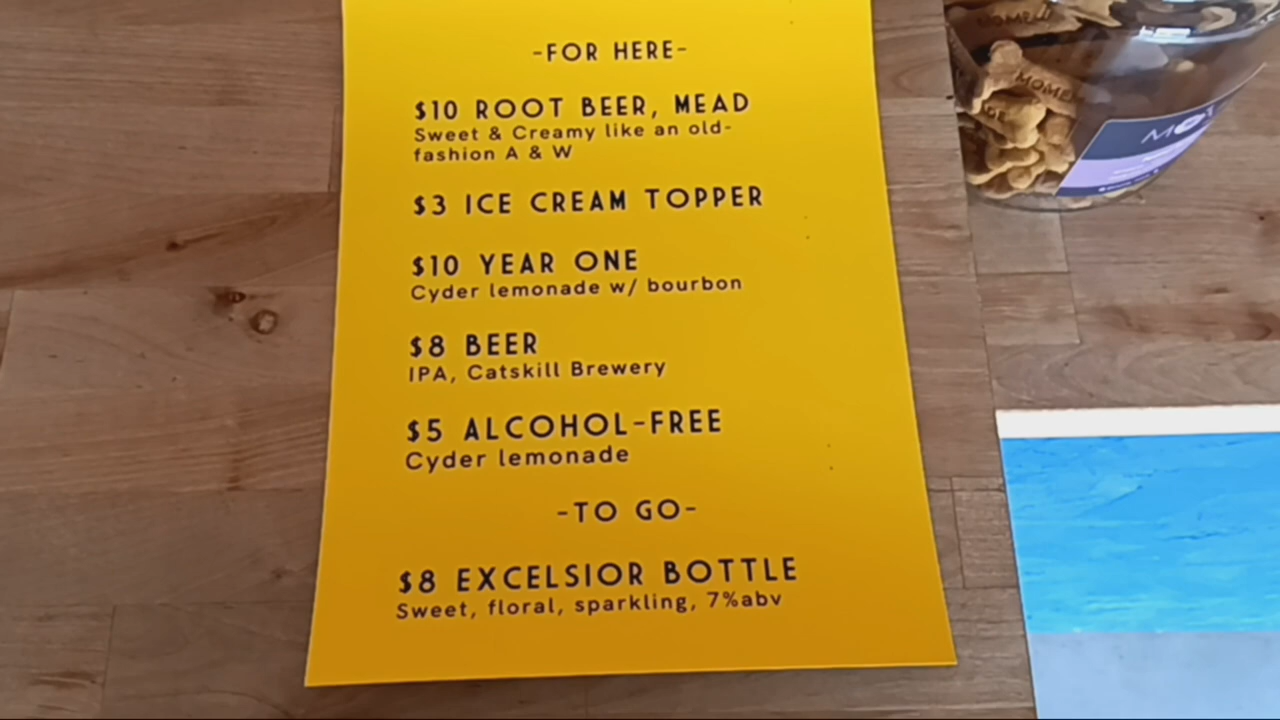 -FOR HERE-
$10 ROOT BEER, MEAD
Sweet & Creamy like an old-
fashion A & W
$3 ICE CREAM TOPPER
$10 YEAR ONE
Cyder lemonade w/ bourbon
$8 BEER
IPA, Catskill Brewery
$5 ALCOHOL-FREE
Cyder lemonade
-TO GO-
$8 EXCELSIOR BOTTLE
Sweet, floral, sparkling, 7%abv